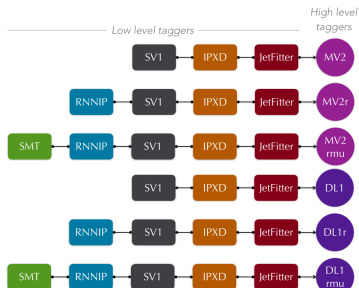 High level
Low level taggers
taggers
SV1 IPXD JetFitter MV2
RNNIP SV1 IPXD JetFitter MV2r
SMT RNNIP SV1 IPXD JetFitter MV2
rmu
SV1 IPXD JetFitter DL1
RNNIP SV1 IPXD JetFitter DL1r
SMT RNNIP SV1 IPXD JetFitter DL1
rmu